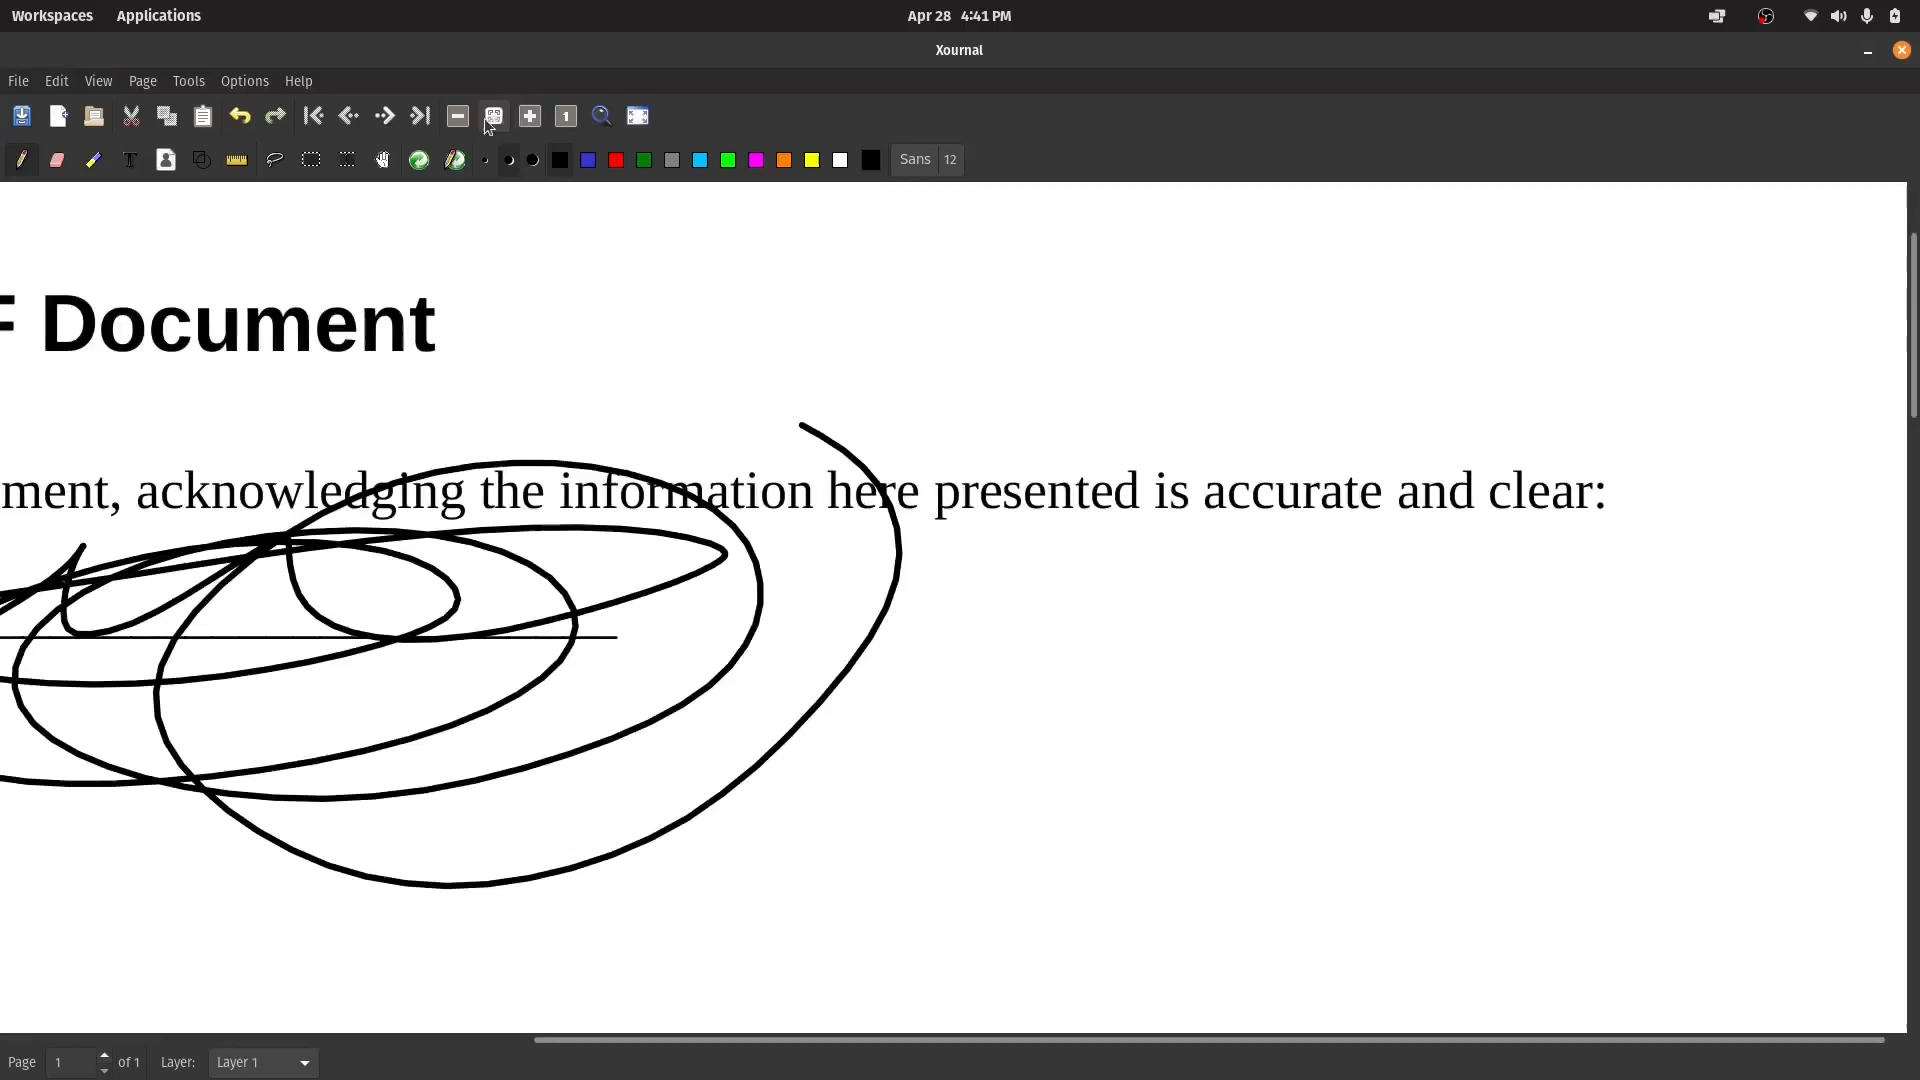 Workspaces Applications Apr 28 4:41 PM
Xournal
File Edit View Page Tools Options Help
1
T Sans 12
F Document
ment, acknowledging the information here presented is accurate and clear:
Page 1 of 1 Layer: Layer 1